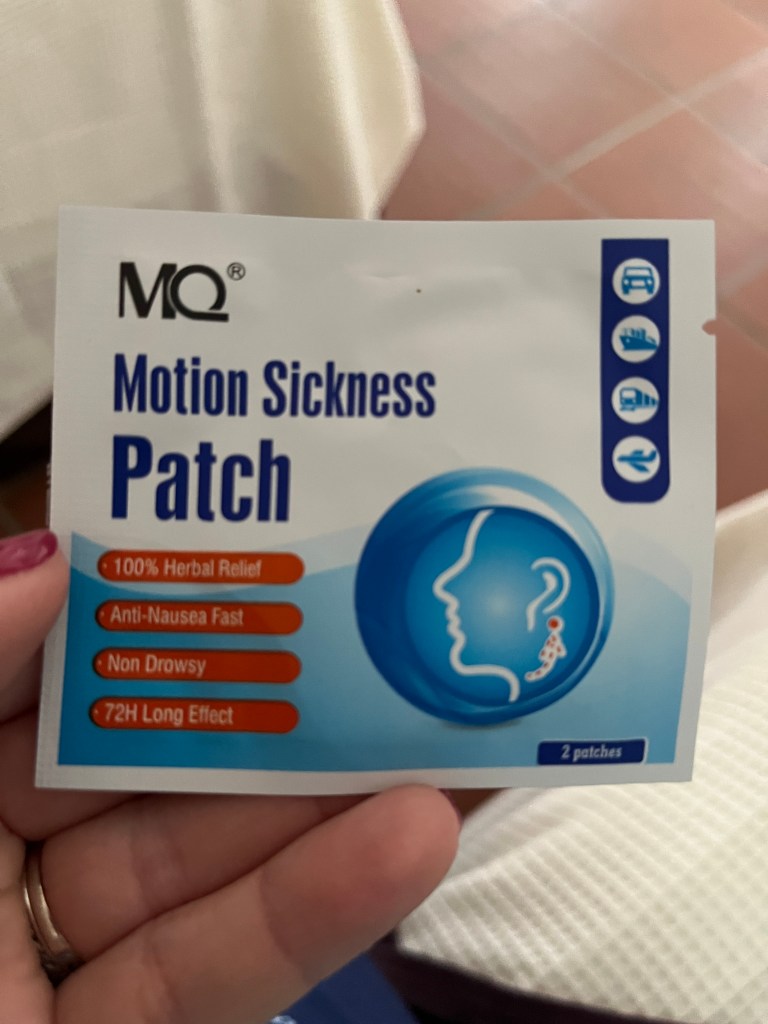 MQ®
Motion Sickness
Patch
· 100% Herbal Relief
· Anti-Nausea Fast
· Non Drowsy
· 72H Long Effect
2 patches